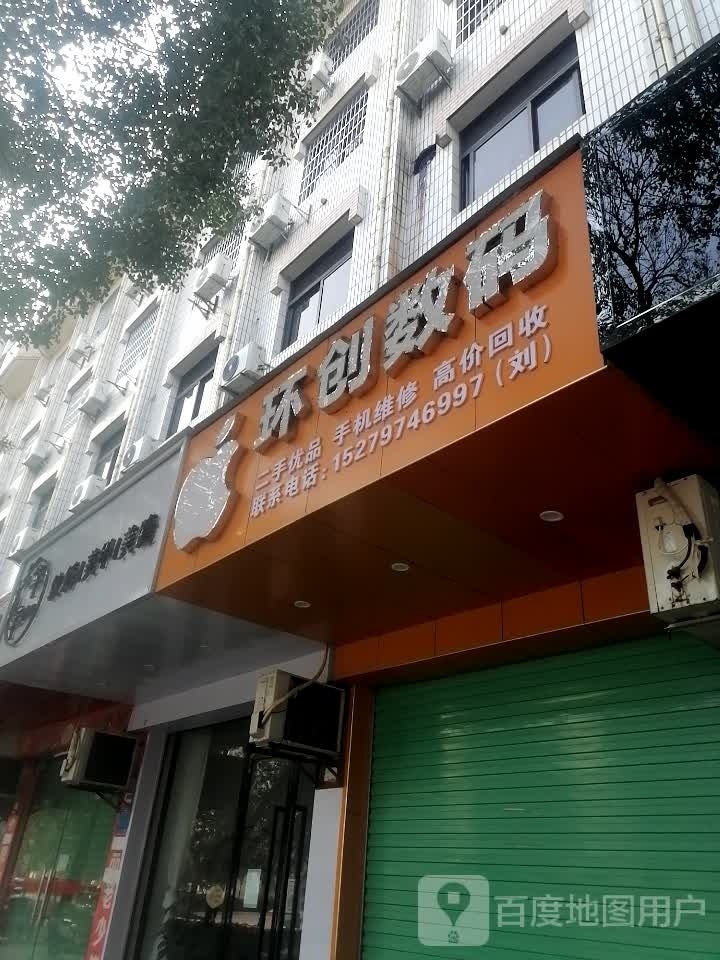 环创数码
二手优品 手机维修 高价回收
联系电话:15279746997(刘)
百度地图用户